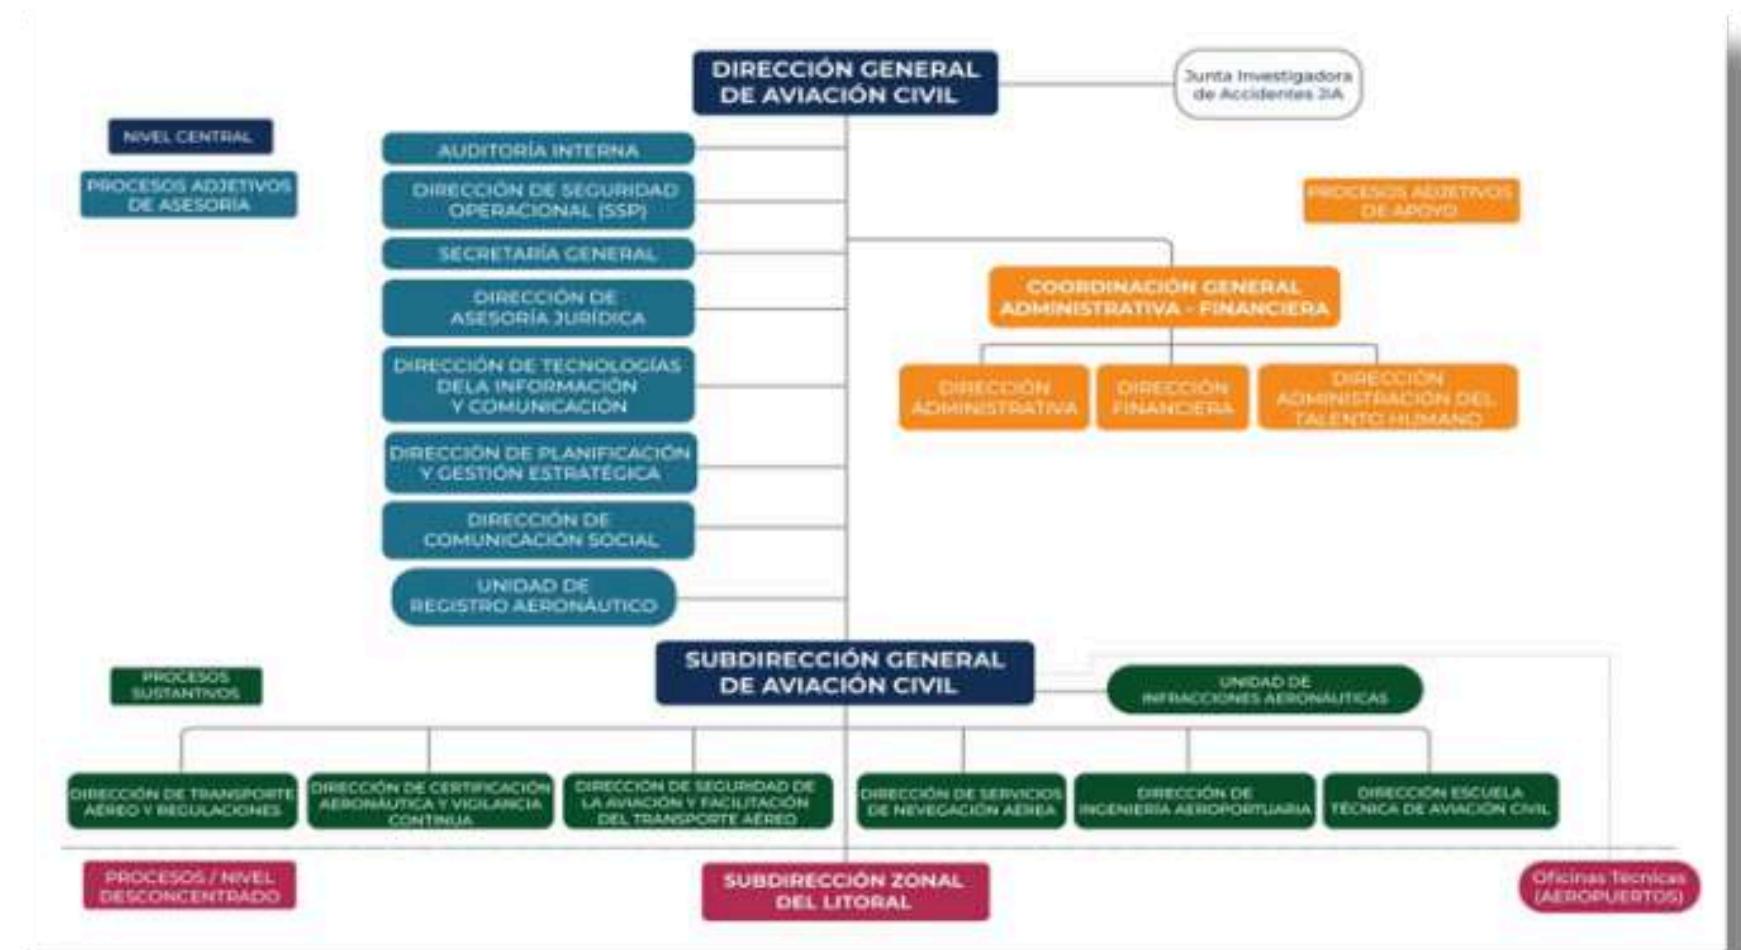 DIRECCIÓN GENERAL
DE AVIACIÓN CIVIL
Junta Investigadora
de Accidentes JIA
NIVEL CENTRAL
PROCESOS ADJETIVOS
DE ASESORÍA
AUDITORÍA INTERNA
DIRECCIÓN DE SEGURIDAD
OPERACIONAL (SSP)
SECRETARÍA GENERAL
DIRECCIÓN DE
ASESORÍA JURÍDICA
DIRECCIÓN DE TECNOLOGÍAS
DELA INFORMACIÓN
Y COMUNICACIÓN
DIRECCIÓN DE PLANIFICACIÓN
Y GESTIÓN ESTRATÉGICA
DIRECCIÓN DE
COMUNICACIÓN SOCIAL
UNIDAD DE
REGISTRO AERONÁUTICO
PROCESOS ADJETIVOS
DE APOYO
COORDINACIÓN GENERAL
ADMINISTRATIVA - FINANCIERA
DIRECCIÓN
ADMINISTRATIVA
DIRECCIÓN
FINANCIERA
DIRECCIÓN
ADMINISTRACIÓN DEL
TALENTO HUMANO
SUBDIRECCIÓN GENERAL
DE AVIACIÓN CIVIL
PROCESOS
SUSTANTIVOS
UNIDAD DE
INFRACCIONES AERONÁUTICAS
DIRECCIÓN DE TRANSPORTE
AÉREO Y REGULACIONES
DIRECCIÓN DE CERTIFICACIÓN
AERONÁUTICA Y VIGILANCIA
CONTINUA
DIRECCIÓN DE SEGURIDAD DE
LA AVIACIÓN Y FACILITACIÓN
DEL TRANSPORTE AÉREO
DIRECCIÓN DE SERVICIOS
DE NEVEGACIÓN AÉREA
DIRECCIÓN DE
INGENIERÍA AEROPORTUARIA
DIRECCIÓN ESCUELA
TÉCNICA DE AVIACIÓN CIVIL
PROCESOS / NIVEL
DESCONCENTRADO
SUBDIRECCIÓN ZONAL
DEL LITORAL
Oficinas Técnicas
(AEROPUERTOS)